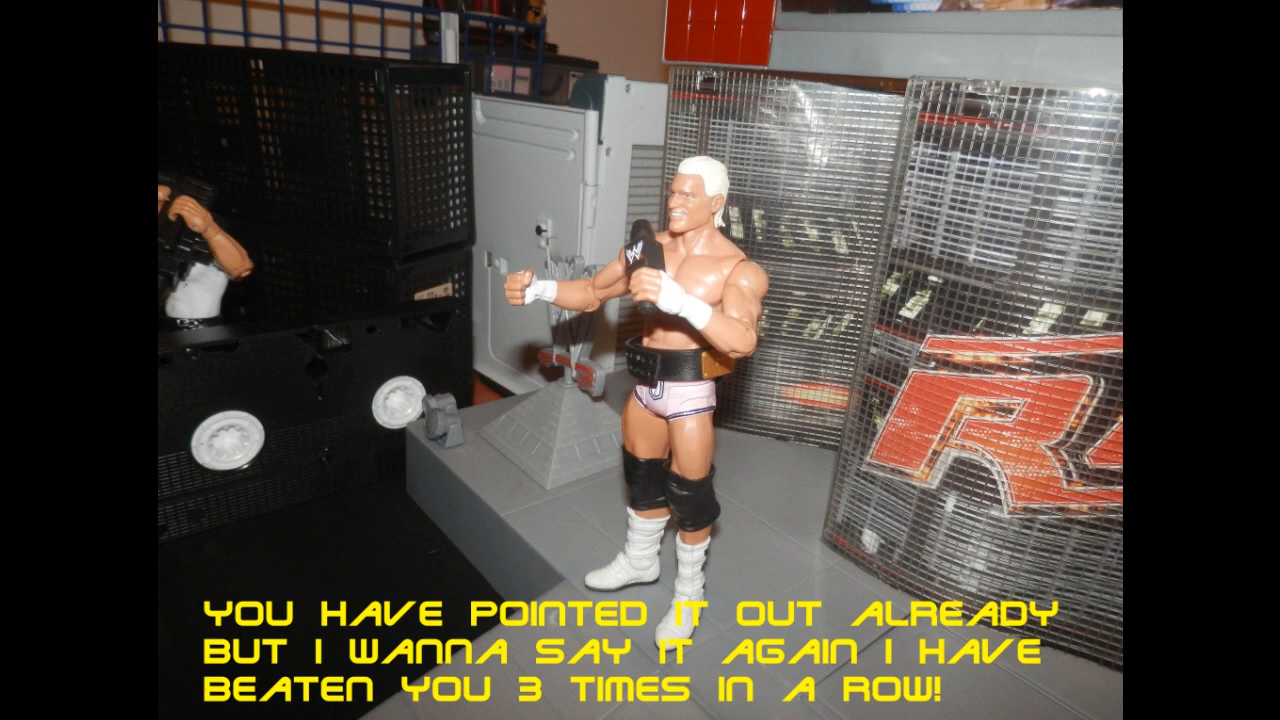 W
R
YOU HAVE POINTED IT OUT ALREADY
BUT I WANNA SAY IT AGAIN I HAVE
BEATEN YOU 3 TIMES IN A ROW!